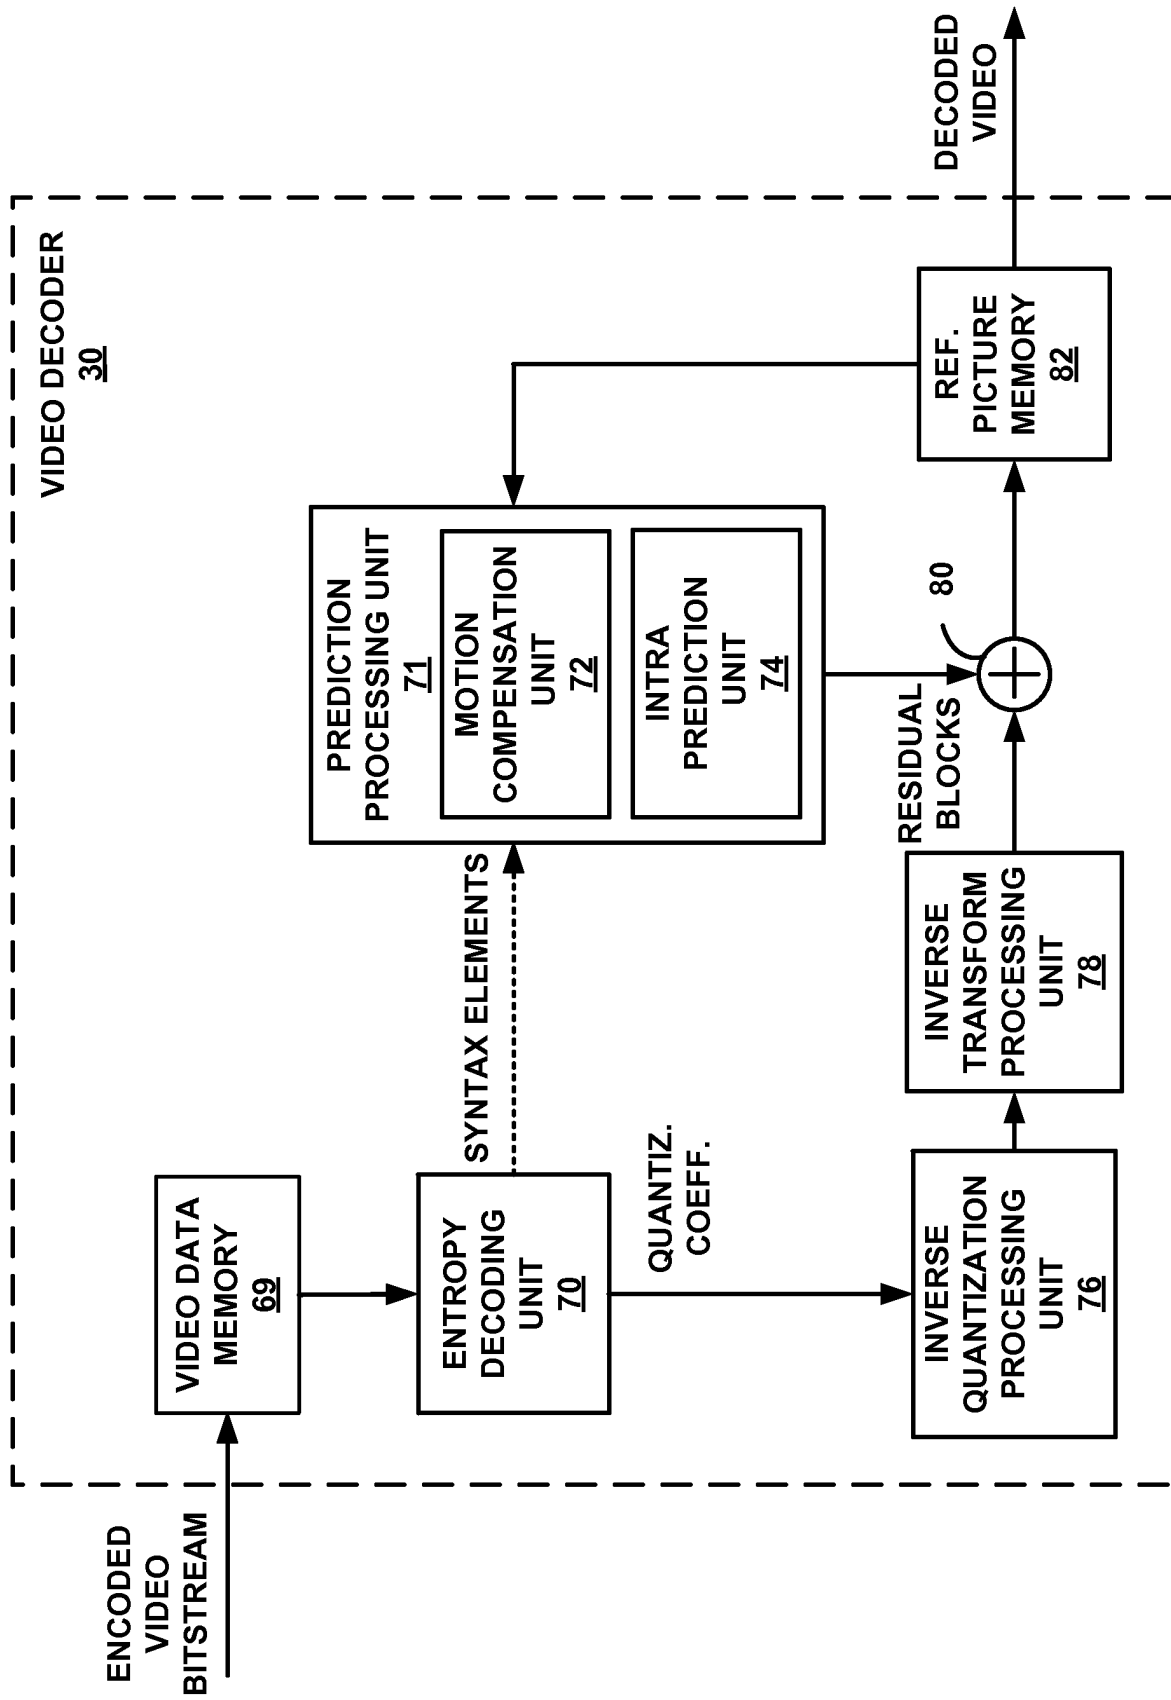 VIDEO DECODER
30
ENCODED
VIDEO
BITSTREAM
VIDEO DATA
MEMORY
69
ENTROPY
DECODING
UNIT
70
SYNTAX ELEMENTS
QUANTIZ.
COEFF.
PREDICTION
PROCESSING UNIT
71
MOTION
COMPENSATION
UNIT
72
INTRA
PREDICTION
UNIT
74
INVERSE
QUANTIZATION
PROCESSING
UNIT
76
INVERSE
TRANSFORM
PROCESSING
UNIT
78
RESIDUAL
BLOCKS
80
REF.
PICTURE
MEMORY
82
DECODED
VIDEO